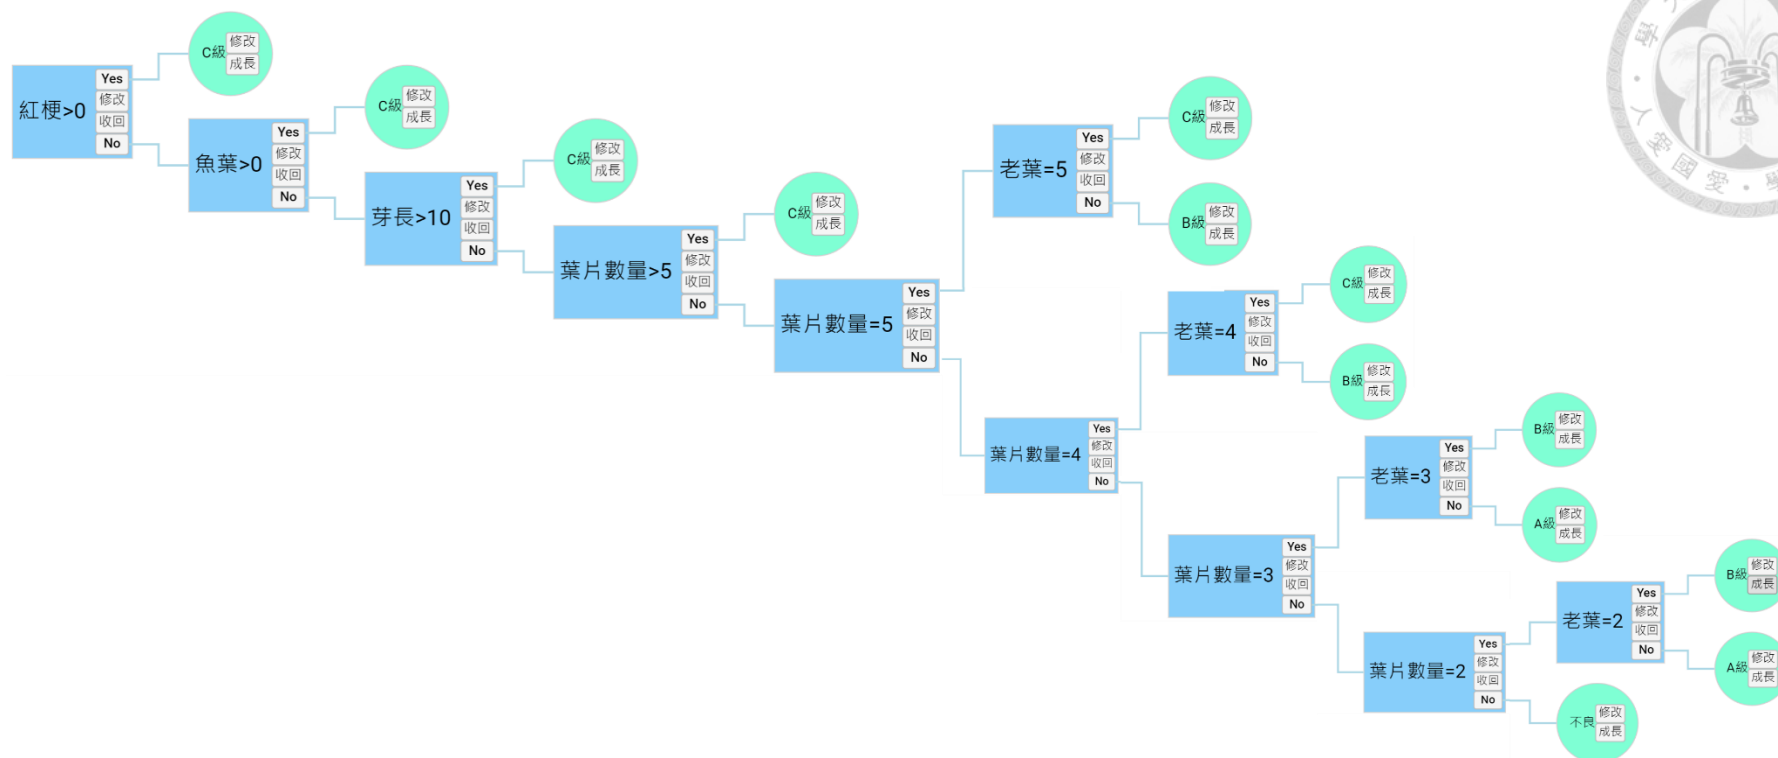 紅梗>0
Yes
修改
收回
No
C級
修改
成長
魚葉>0
Yes
修改
收回
No
C級
修改
成長
芽長>10
Yes
修改
收回
No
C級
修改
成長
葉片數量>5
Yes
修改
收回
No
C級
修改
成長
葉片數量=5
Yes
修改
收回
No
老葉=5
Yes
修改
收回
No
C級
修改
成長
B級
修改
成長
葉片數量=4
Yes
修改
收回
No
老葉=4
Yes
修改
收回
No
C級
修改
成長
B級
修改
成長
葉片數量=3
Yes
修改
收回
No
老葉=3
Yes
修改
收回
No
B級
修改
成長
A級
修改
成長
葉片數量=2
Yes
修改
收回
No
老葉=2
Yes
修改
收回
No
B級
修改
成長
A級
修改
成長
不良
修改
成長
學
人愛國愛・學